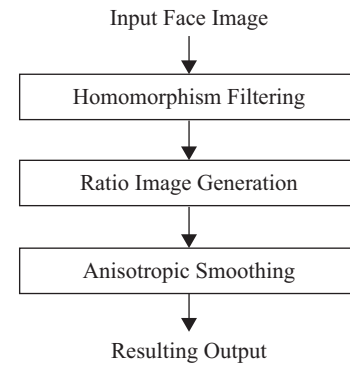 Input Face Image
Homomorphism Filtering
Ratio Image Generation
Anisotropic Smoothing
Resulting Output